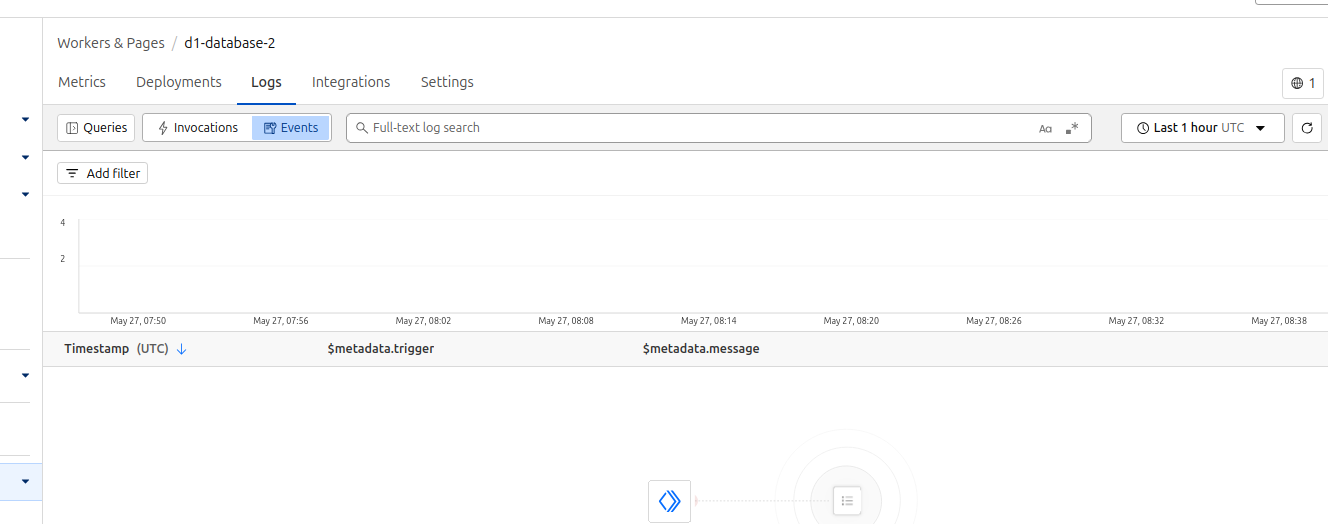 Workers & Pages / d1-database-2
Metrics Deployments Logs Integrations Settings
1
Queries Invocations Events Full-text log search Aa .* Last 1 hour UTC
Add filter
4
2
May 27, 07:50 May 27, 07:56 May 27, 08:02 May 27, 08:08 May 27, 08:14 May 27, 08:20 May 27, 08:26 May 27, 08:32 May 27, 08:38
Timestamp (UTC) ↓ $metadata.trigger $metadata.message